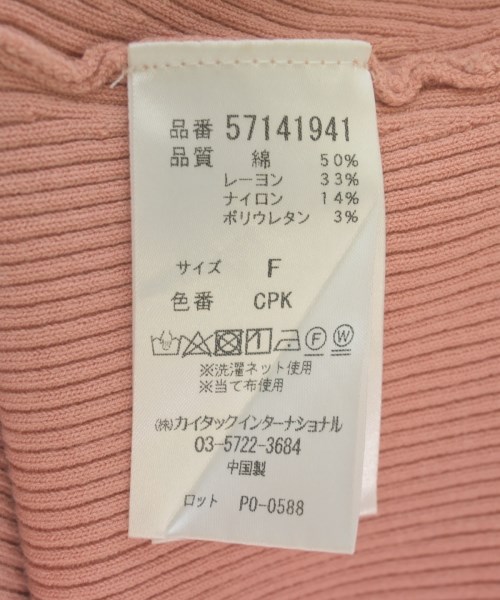 品番 57141941
品質 綿 50%
レーヨン 33%
ナイロン 14%
ポリウレタン 3%
サイズ F
色番 CPK
F W
※洗濯ネット使用
※当て布使用
㈱カイタックインターナショナル
03-5722-3684
中国製
ロット PO-0588